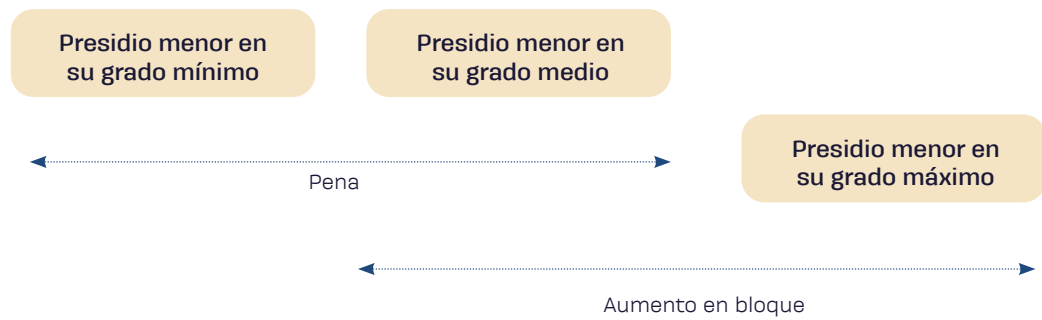 Presidio menor en
su grado mínimo
Presidio menor en
su grado medio
Presidio menor en
su grado máximo
Pena
Aumento en bloque